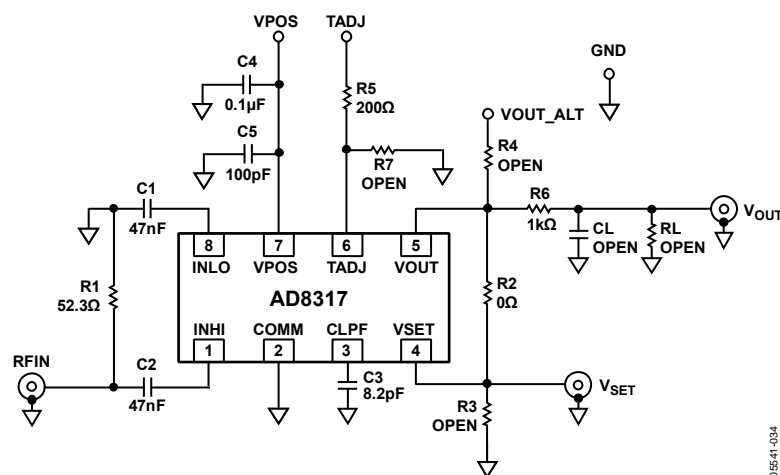 VPOS TADJ
GND
C4
0.1µF
R5
200Ω
VOUT_ALT
C5
100pF
R7
OPEN
R4
OPEN
C1
47nF
R6
1kΩ
VOUT
CL
OPEN
RL
OPEN
8 7 6 5
INLO VPOS TADJ VOUT
R1
52.3Ω
AD8317
R2
0Ω
INHI COMM CLPF VSET
1 2 3 4
RFIN
C2
47nF
C3
8.2pF
VSET
R3
OPEN
05541-034